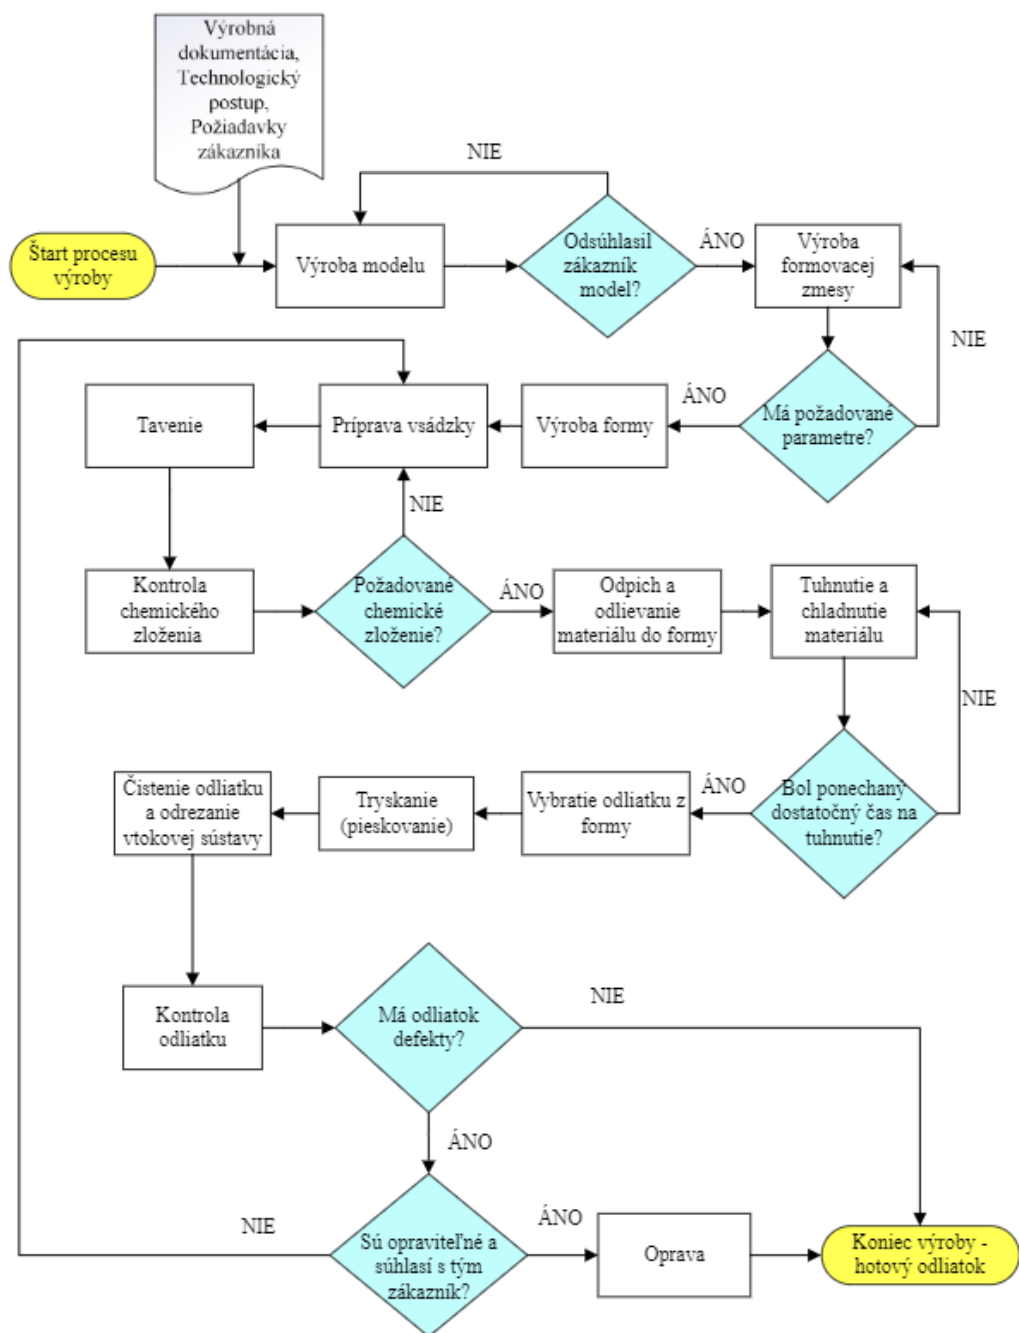 Výrobná
dokumentácia,
Technologický
postup,
Požiadavky
zákazníka
NIE
Štart procesu
výroby
Výroba modelu
Odsúhlasil
zákazník
model?
ÁNO
Výroba
formovacej
zmesy
NIE
Tavenie
Príprava vsádzky
Výroba formy
ÁNO
Má požadované
parametre?
NIE
Kontrola
chemického
zloženia
Požadované
chemické
zloženie?
ÁNO
Odpich a
odlievanie
materiálu do formy
Tuhnutie a
chladnutie
materiálu
NIE
Čistenie odliatku
a odrezanie
vtokovej sústavy
Tryskanie
(pieskovanie)
Vybratie odliatku z
formy
ÁNO
Bol ponechaný
dostatočný čas na
tuhnutie?
Kontrola
odliatku
Má odliatok
defekty?
NIE
ÁNO
NIE
Sú opraviteľné a
súhlasí s tým
zákazník?
ÁNO
Oprava
Koniec výroby -
hotový odliatok